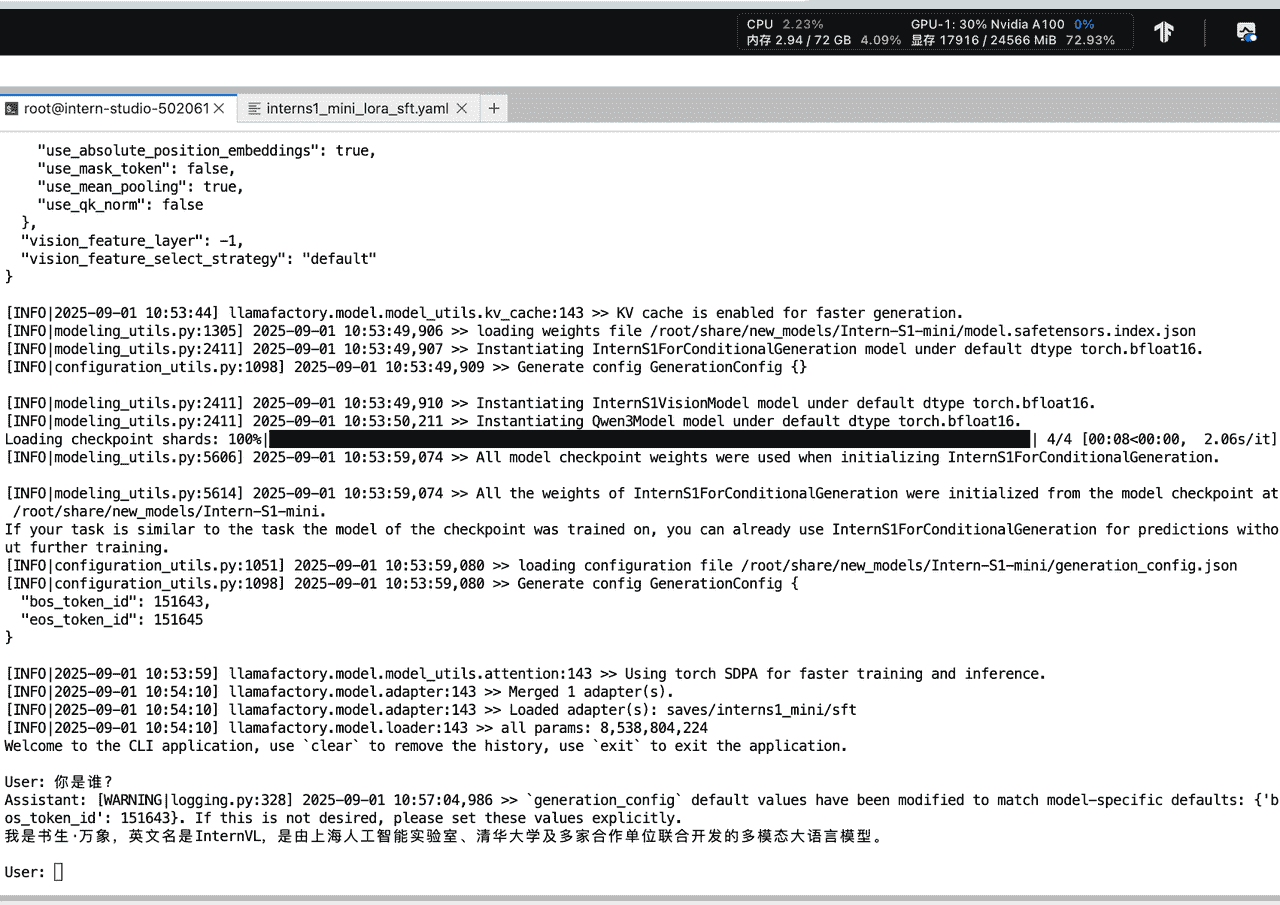 CPU 2.23% GPU-1: 30% Nvidia A100 0%
内存 2.94 / 72 GB 4.09% 显存 17916 / 24566 MiB 72.93%
root@intern-studio-502061
interns1_mini_lora_sft.yaml
"use_absolute_position_embeddings": true,
"use_mask_token": false,
"use_mean_pooling": true,
"use_qk_norm": false
},
"vision_feature_layer": -1,
"vision_feature_select_strategy": "default"
}
[INFO|2025-09-01 10:53:44] llamafactory.model.model_utils.kv_cache:143 >> KV cache is enabled for faster generation.
[INFO|modeling_utils.py:1305] 2025-09-01 10:53:49,906 >> loading weights file /root/share/new_models/Intern-S1-mini/model.safetensors.index.json
[INFO|modeling_utils.py:2411] 2025-09-01 10:53:49,907 >> Instantiating InternS1ForConditionalGeneration model under default dtype torch.bfloat16.
[INFO|configuration_utils.py:1098] 2025-09-01 10:53:49,909 >> Generate config GenerationConfig {}
[INFO|modeling_utils.py:2411] 2025-09-01 10:53:49,910 >> Instantiating InternS1VisionModel model under default dtype torch.bfloat16.
[INFO|modeling_utils.py:2411] 2025-09-01 10:53:50,211 >> Instantiating Qwen3Model model under default dtype torch.bfloat16.
Loading checkpoint shards: 100%| | 4/4 [00:08<00:00, 2.06s/it]
[INFO|modeling_utils.py:5606] 2025-09-01 10:53:59,074 >> All model checkpoint weights were used when initializing InternS1ForConditionalGeneration.
[INFO|modeling_utils.py:5614] 2025-09-01 10:53:59,074 >> All the weights of InternS1ForConditionalGeneration were initialized from the model checkpoint at
/root/share/new_models/Intern-S1-mini.
If your task is similar to the task the model of the checkpoint was trained on, you can already use InternS1ForConditionalGeneration for predictions witho
ut further training.
[INFO|configuration_utils.py:1051] 2025-09-01 10:53:59,080 >> loading configuration file /root/share/new_models/Intern-S1-mini/generation_config.json
[INFO|configuration_utils.py:1098] 2025-09-01 10:53:59,080 >> Generate config GenerationConfig {
"bos_token_id": 151643,
"eos_token_id": 151645
}
[INFO|2025-09-01 10:53:59] llamafactory.model.model_utils.attention:143 >> Using torch SDPA for faster training and inference.
[INFO|2025-09-01 10:54:10] llamafactory.model.adapter:143 >> Merged 1 adapter(s).
[INFO|2025-09-01 10:54:10] llamafactory.model.adapter:143 >> Loaded adapter(s): saves/interns1_mini/sft
[INFO|2025-09-01 10:54:10] llamafactory.model.loader:143 >> all params: 8,538,804,224
Welcome to the CLI application, use `clear` to remove the history, use `exit` to exit the application.
User: 你是谁?
Assistant: [WARNING|logging.py:328] 2025-09-01 10:57:04,986 >> `generation_config` default values have been modified to match model-specific defaults: {'b
os_token_id': 151643}. If this is not desired, please set these values explicitly.
我是书生·万象，英文名是InternVL，是由上海人工智能实验室、清华大学及多家合作单位联合开发的多模态大语言模型。
User: